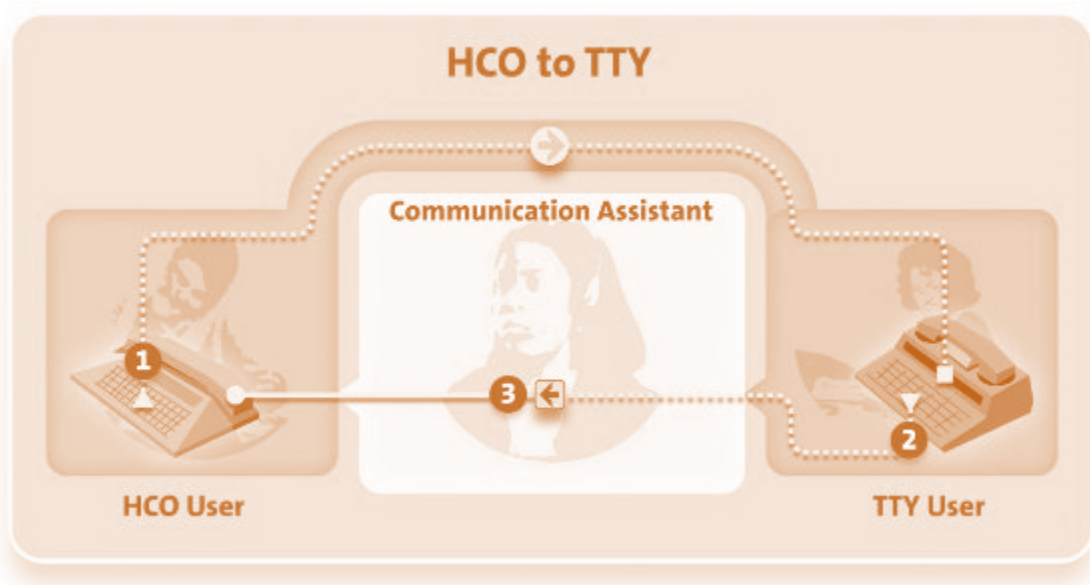 HCO to TTY
Communication Assistant
1
3
2
HCO User
TTY User